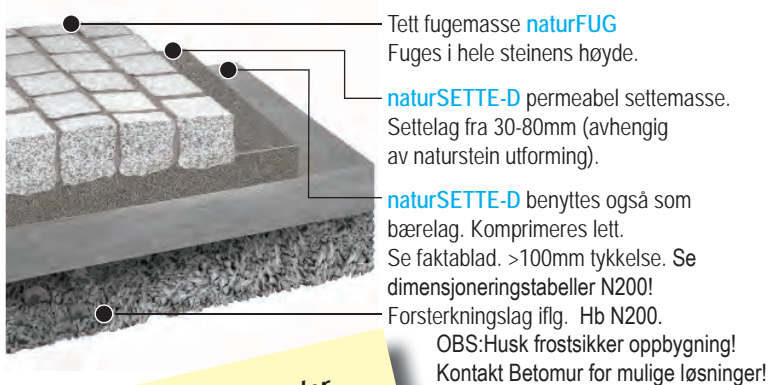 Tett fugemasse naturFUG
Fuges i hele steinens høyde.
naturSETTE-D permeabel settemasse.
Settelag fra 30-80mm (avhengig
av naturstein utforming).
naturSETTE-D benyttes også som
bærelag. Komprimeres lett.
Se faktablad. >100mm tykkelse. Se
dimensjoneringstabeller N200!
Forsterkningslag iflg. Hb N200.
OBS:Husk frostsikker oppbygning!
Kontakt Betomur for mulige løsninger!